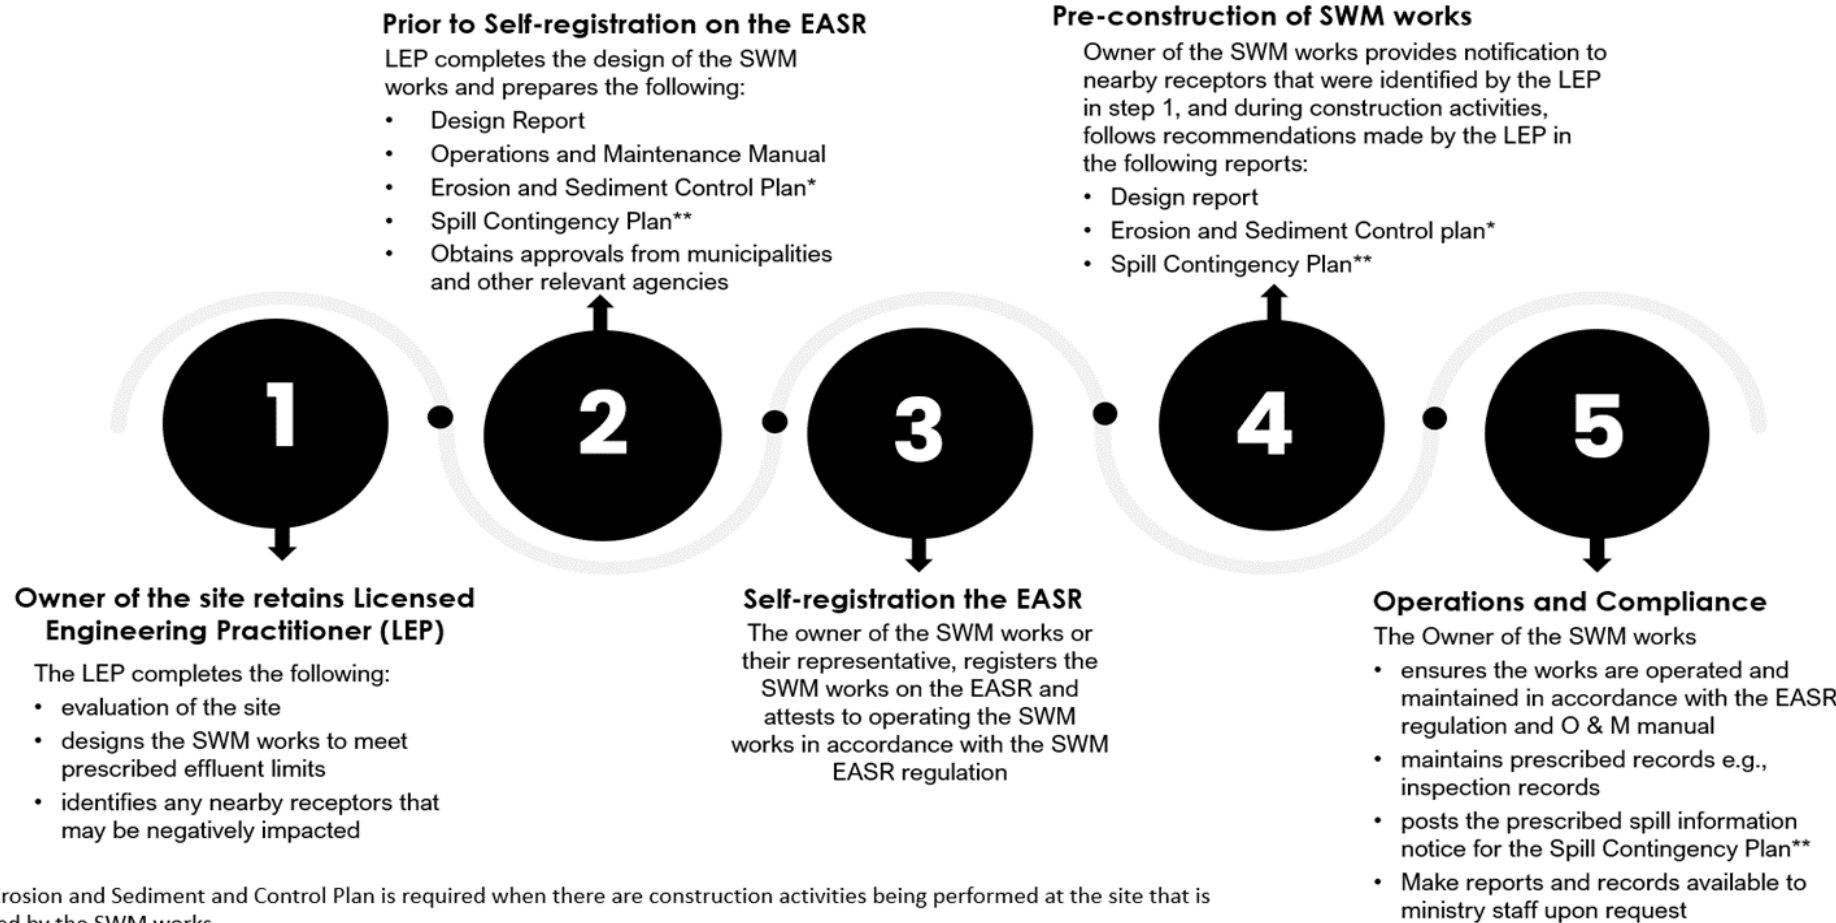 Prior to Self-registration on the EASR
LEP completes the design of the SWM
works and prepares the following:
• Design Report
• Operations and Maintenance Manual
• Erosion and Sediment Control Plan*
• Spill Contingency Plan**
• Obtains approvals from municipalities
and other relevant agencies
Pre-construction of SWM works
Owner of the SWM works provides notification to
nearby receptors that were identified by the LEP
in step 1, and during construction activities,
follows recommendations made by the LEP in
the following reports:
• Design report
• Erosion and Sediment Control plan*
• Spill Contingency Plan**
1
2
3
4
5
Owner of the site retains Licensed
Engineering Practitioner (LEP)
The LEP completes the following:
• evaluation of the site
• designs the SWM works to meet
prescribed effluent limits
• identifies any nearby receptors that
may be negatively impacted
Self-registration the EASR
The owner of the SWM works or
their representative, registers the
SWM works on the EASR and
attests to operating the SWM
works in accordance with the SWM
EASR regulation
Operations and Compliance
The Owner of the SWM works
• ensures the works are operated and
maintained in accordance with the EASR
regulation and O & M manual
• maintains prescribed records e.g.,
inspection records
• posts the prescribed spill information
notice for the Spill Contingency Plan**
• Make reports and records available to
ministry staff upon request
rosion and Sediment and Control Plan is required when there are construction activities being performed at the site that is
by the SWM works